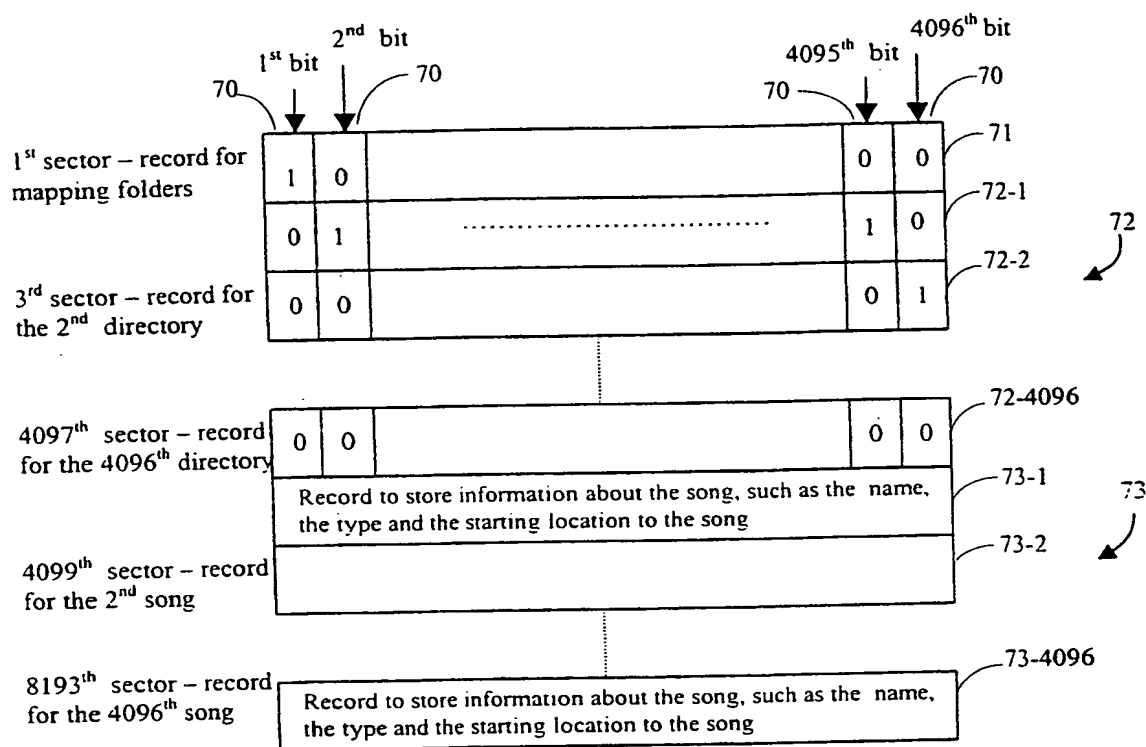 1st bit
2nd bit
4095th bit
4096th bit
70
70
70
70
1st sector – record for
mapping folders
1 0 0 0
71
0 1 ............................ 1 0
72-1
72
3rd sector – record for
the 2nd directory
0 0 0 1
72-2
4097th sector – record
for the 4096th directory
0 0 0 0
72-4096
Record to store information about the song, such as the name,
the type and the starting location to the song
73-1
73
4099th sector – record
for the 2nd song
73-2
8193th sector – record
for the 4096th song
Record to store information about the song, such as the name,
the type and the starting location to the song
73-4096